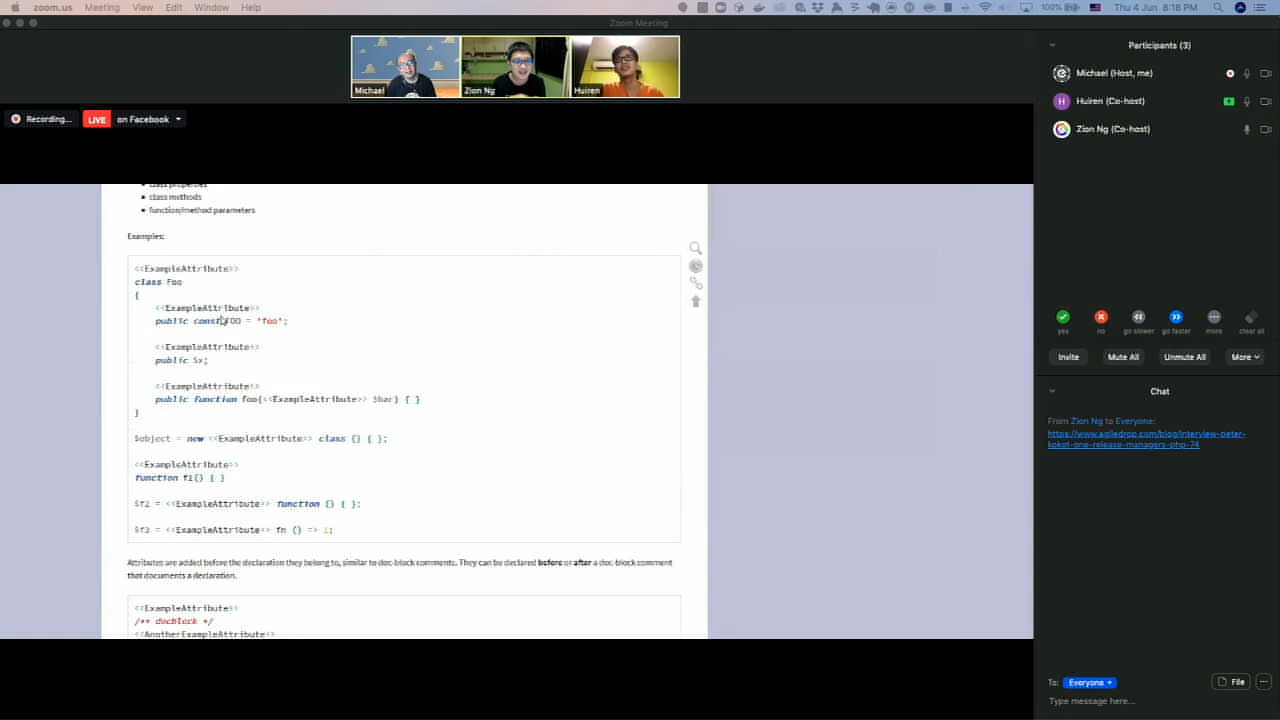 zoom.us Meeting View Edit Window Help
100% Thu 4 Jun 8:18 PM
Zoom Meeting
Michael
Zion Ng
Huiren
Recording...
LIVE on Facebook
class properties
class methods
function/method parameters
Examples:
<<ExampleAttribute>>
class Foo
{
<<ExampleAttribute>>
public const FOO = 'foo';
<<ExampleAttribute>>
public $x;
<<ExampleAttribute>>
public function foo(<<ExampleAttribute>> $bar) { }
}
$object = new <<ExampleAttribute>> class () { };
<<ExampleAttribute>>
function f1() { }
$f2 = <<ExampleAttribute>> function () { };
$f3 = <<ExampleAttribute>> fn () => 1;
Attributes are added before the declaration they belong to, similar to doc-block comments. They can be declared before or after a doc-block comment
that documents a declaration.
<<ExampleAttribute>>
/** docblock */
<<AnotherExampleAttribute>>
Participants (3)
Michael (Host, me)
H Huiren (Co-host)
Zion Ng (Co-host)
yes no go slower go faster more clear all
Invite Mute All Unmute All More
Chat
From Zion Ng to Everyone:
https://www.agiledrop.com/blog/interview-peter-
kokot-one-release-managers-php-74
To: Everyone File ...
Type message here...